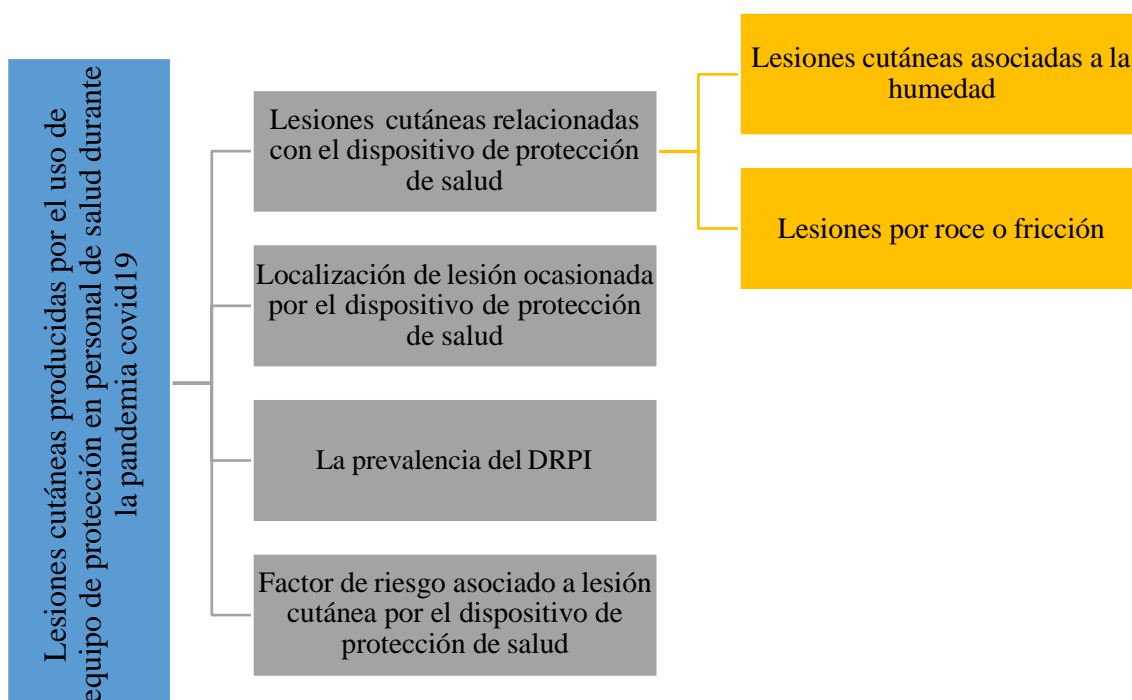 Lesiones cutáneas producidas por el uso de
equipo de protección en personal de salud durante
la pandemia covid19
Lesiones cutáneas relacionadas
con el dispositivo de protección
de salud
Lesiones cutáneas asociadas a la
humedad
Lesiones por roce o fricción
Localización de lesión ocasionada
por el dispositivo de protección
de salud
La prevalencia del DRPI
Factor de riesgo asociado a lesión
cutánea por el dispositivo de
protección de salud